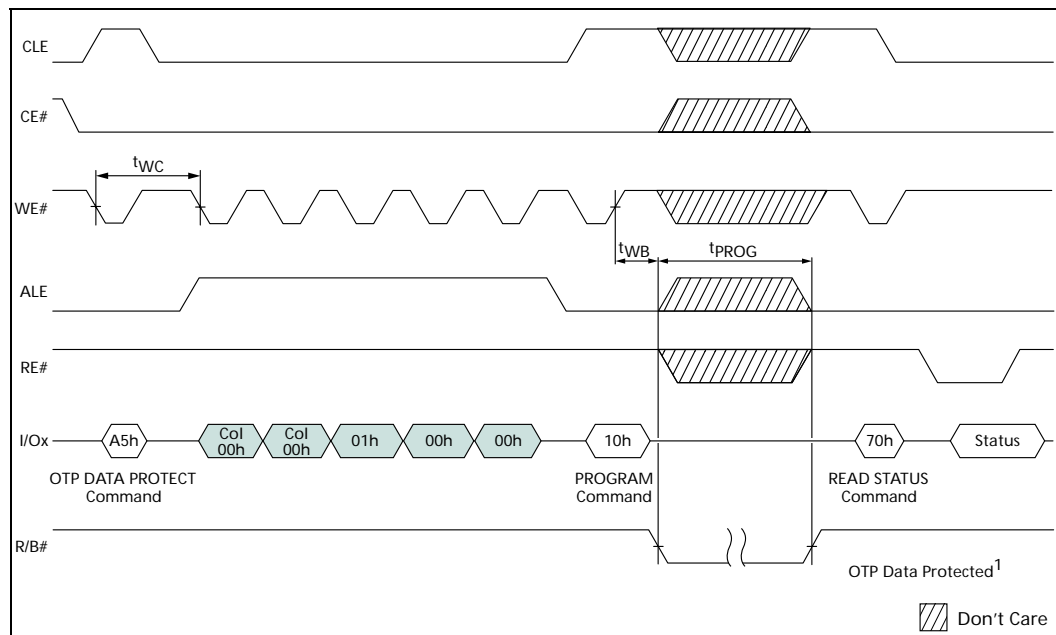 CLE
CE#
tWC
WE#
tWB
tPROG
ALE
RE#
I/Ox
A5h
Col
00h
Col
00h
01h
00h
00h
10h
70h
Status
OTP DATA PROTECT
Command
PROGRAM
Command
READ STATUS
Command
R/B#
OTP Data Protected1
Don't Care